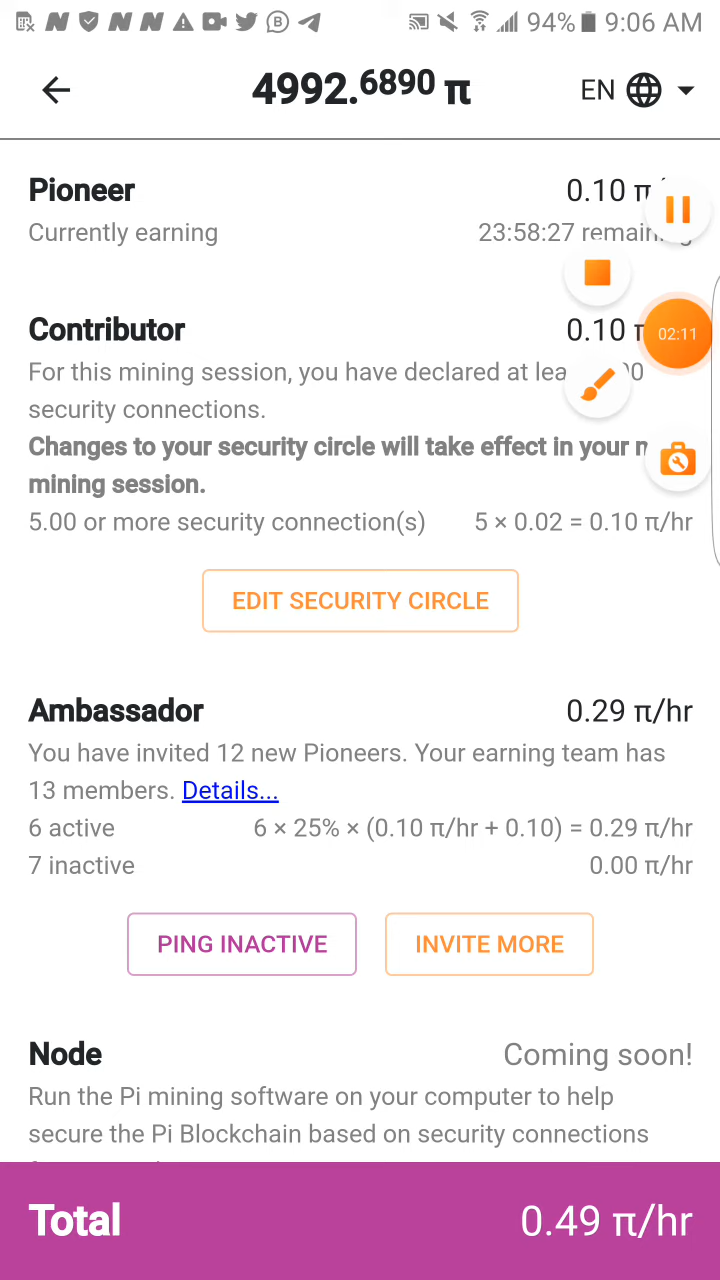 94% 9:06 AM
4992.6890 π EN
Pioneer 0.10 π
Currently earning 23:58:27
Contributor 0.10
02:11
For this mining session, you have declared at
security connections.
Changes to your security circle will take effect in your
mining session.
5.00 or more security connection(s) 5 × 0.02 = 0.10 π/hr
EDIT SECURITY CIRCLE
Ambassador 0.29 π/hr
You have invited 12 new Pioneers. Your earning team has
13 members. Details...
6 active 6 × 25% × (0.10 π/hr + 0.10) = 0.29 π/hr
7 inactive 0.00 π/hr
PING INACTIVE INVITE MORE
Node Coming soon!
Run the Pi mining software on your computer to help
secure the Pi Blockchain based on security connections
Total 0.49 π/hr